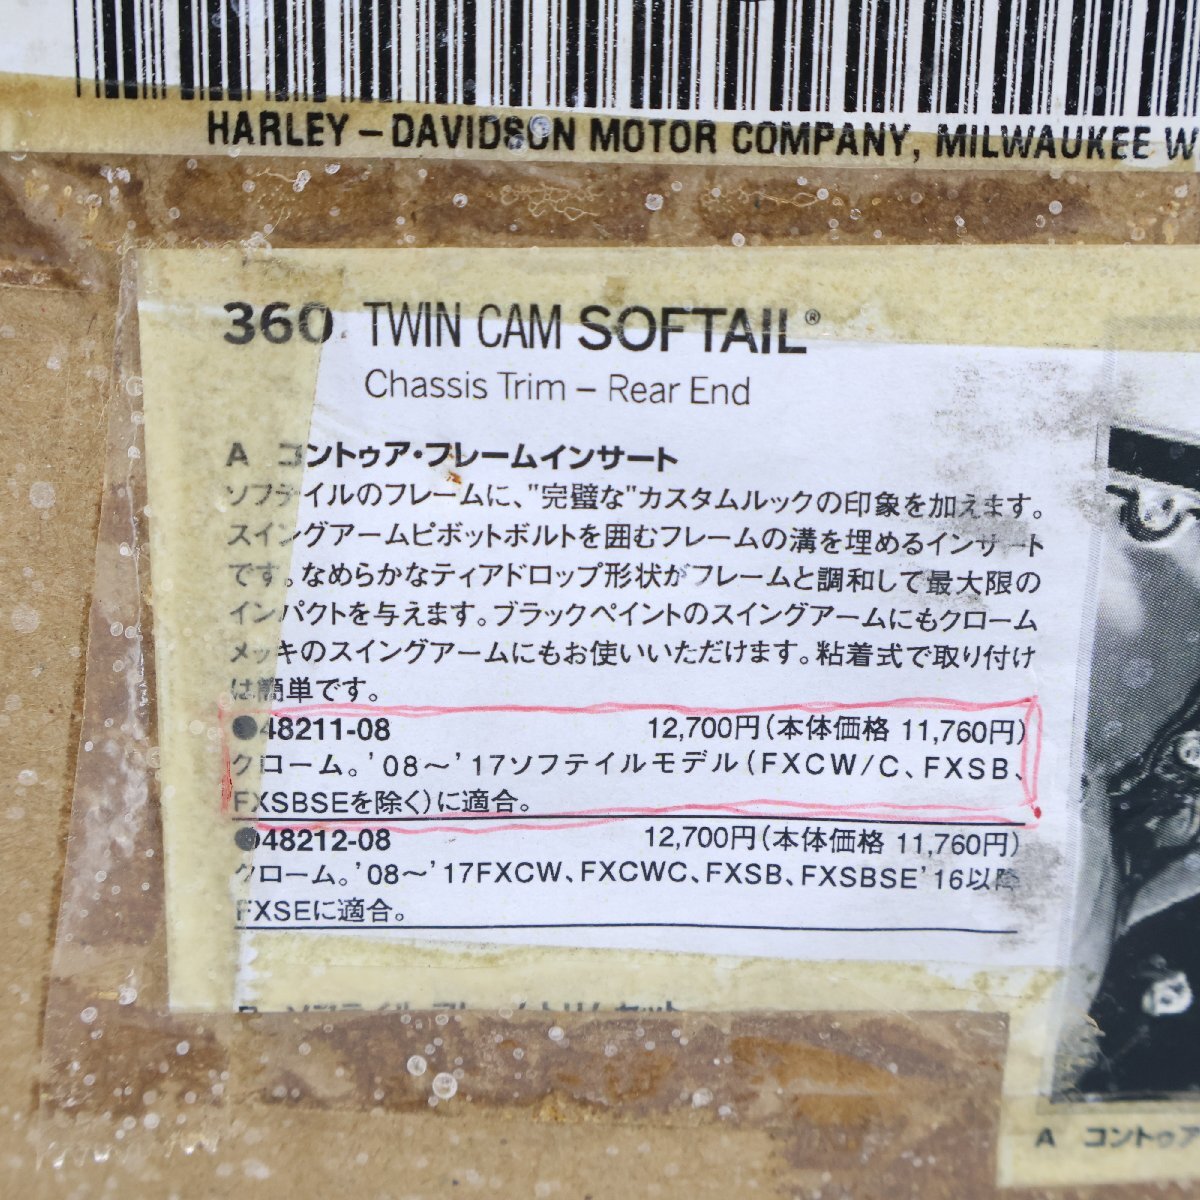 HARLEY-DAVIDSON MOTOR COMPANY, MILWAUKEE W
360 TWIN CAM SOFTAIL®
Chassis Trim – Rear End
A コントゥア・フレームインサート
ソフテイルのフレームに、"完璧な"カスタムルックの印象を加えます。
スイングアームピボットボルトを囲むフレームの溝を埋めるインサート
です。なめらかなティアドロップ形状がフレームと調和して最大限の
インパクトを与えます。ブラックペイントのスイングアームにもクローム
メッキのスイングアームにもお使いいただけます。粘着式で取り付け
は簡単です。
●48211-08 12,700円(本体価格 11,760円)
クローム。'08～'17ソフテイルモデル(FXCW/C、FXSB、
FXSBSEを除く)に適合。
●48212-08 12,700円(本体価格 11,760円)
クローム。'08～'17FXCW、FXCWC、FXSB、FXSBSE'16以降
FXSEに適合。
A コントゥア